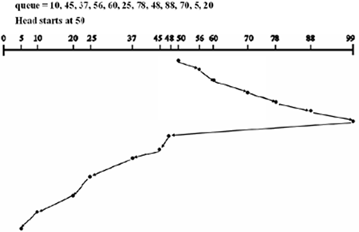 queue = 10, 45, 37, 56, 60, 25, 78, 48, 88, 70, 5, 20
Head starts at 50
0 5 10 20 25 37 45 48 50 56 60 70 78 88 99